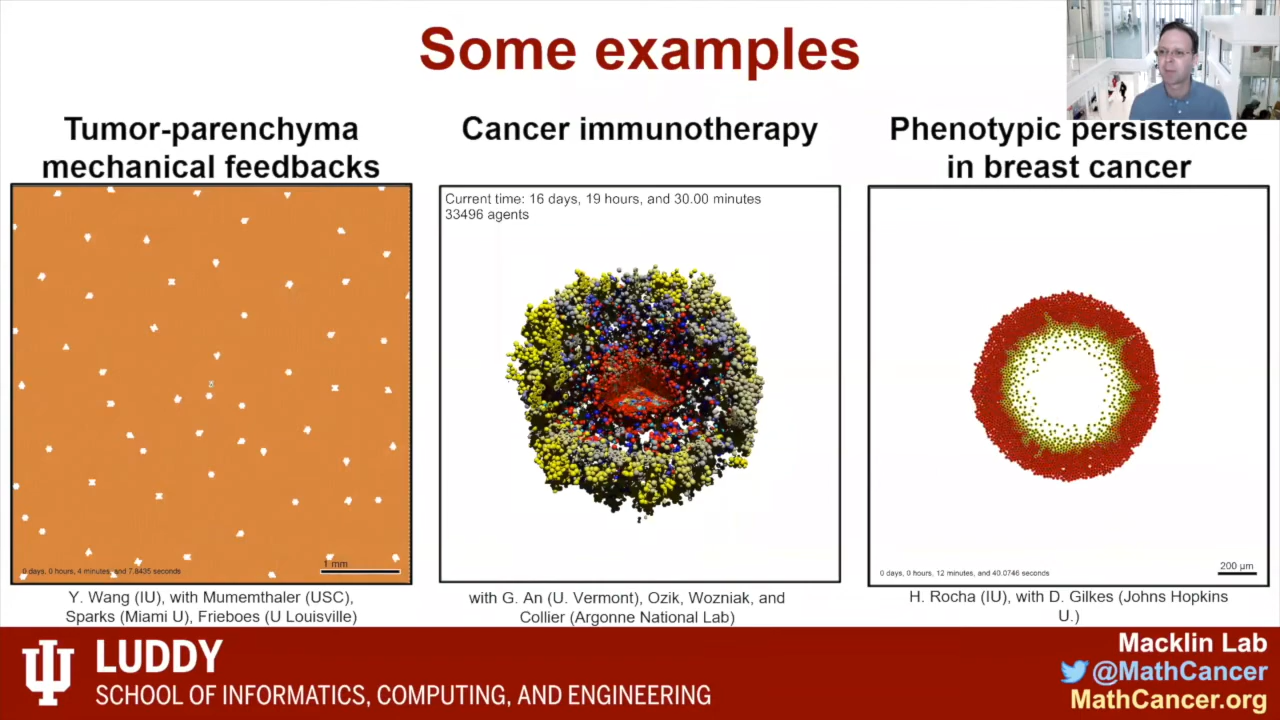 Some examples
Tumor-parenchyma
mechanical feedbacks
0 days, 0 hours, 4 minutes, and 7.8435 seconds
1 mm
Y. Wang (IU), with Mumemthaler (USC),
Sparks (Miami U), Frieboes (U Louisville)
Cancer immunotherapy
Current time: 16 days, 19 hours, and 30.00 minutes
33496 agents
with G. An (U. Vermont), Ozik, Wozniak, and
Collier (Argonne National Lab)
Phenotypic persistence
in breast cancer
0 days, 0 hours, 12 minutes, and 40.0746 seconds
200 μm
H. Rocha (IU), with D. Gilkes (Johns Hopkins
U.)
LUDDY
SCHOOL OF INFORMATICS, COMPUTING, AND ENGINEERING
Macklin Lab
@MathCancer
MathCancer.org